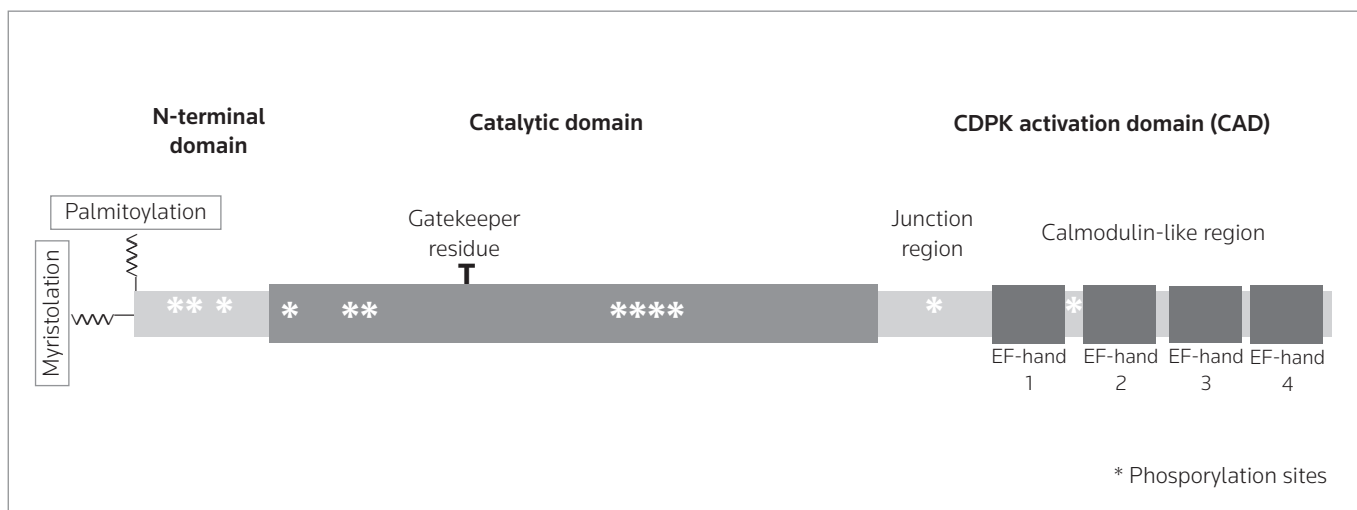 N-terminal
domain
Catalytic domain
CDPK activation domain (CAD)
Palmitoylation
Myristolation
Gatekeeper
residue
Junction
region
Calmodulin-like region
** *
*
**
****
*
*
EF-hand
1
EF-hand
2
EF-hand
3
EF-hand
4
* Phosporylation sites